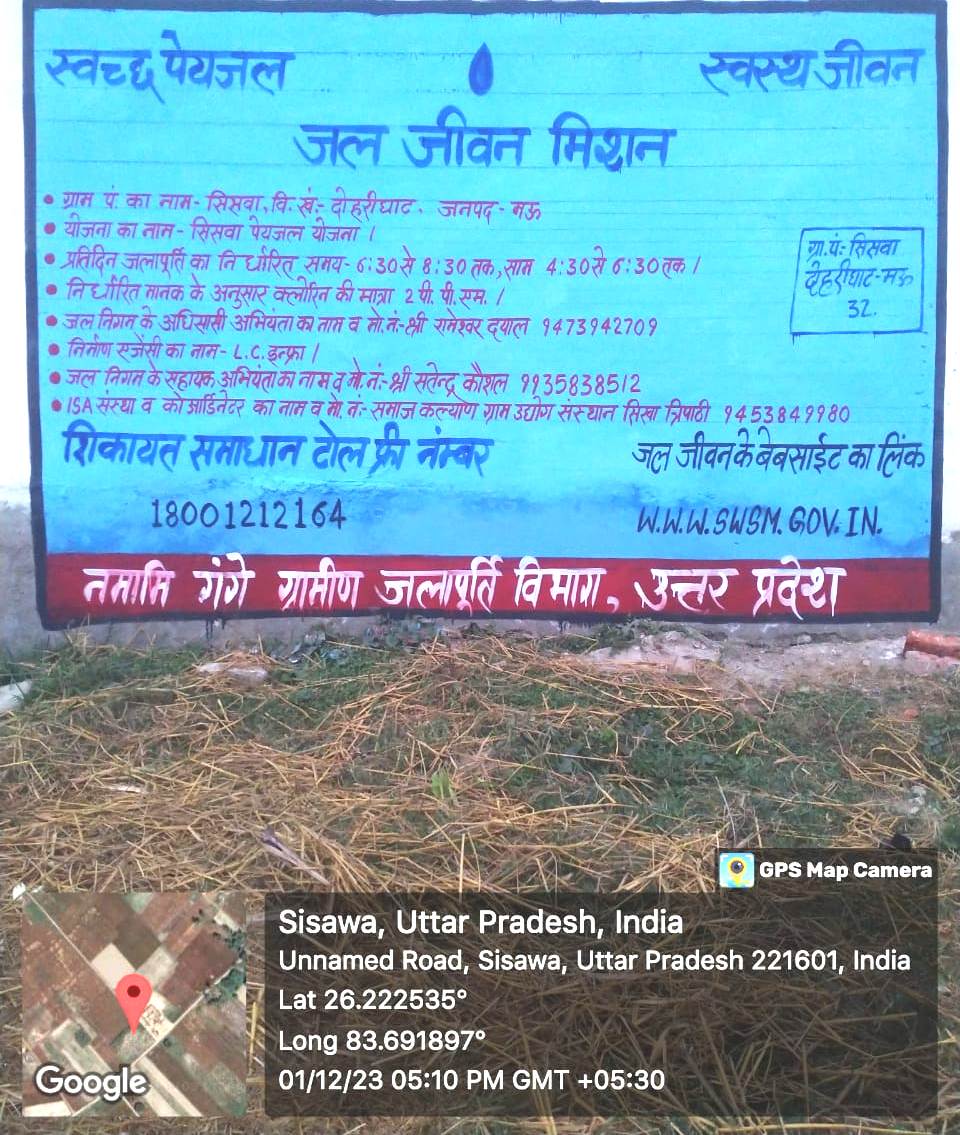 स्वच्छ पेयजल
स्वस्थ जीवन
जल जीवन मिशन
• ग्राम पं. का नाम- सिसवा, वि.खं:- दोहरीघाट. जनपद - मऊ
• योजना का नाम- सिसवा पेयजल योजना।
• प्रतिदिन जलापूर्ति का निर्धारित समय- 6:30 से 8:30 तक, साम 4:30 से 6:30 तक।
• निर्धारित मानक के अनुसार क्लोरिन की मात्रा 2 पी. पी. एम.।
• जल निगम के अधिसासी अभियंता का नाम व मो.नं:- श्री रामेश्वर दयाल 9473942709
• निर्माण एजेंसी का नाम- L.C. इन्फ्रा।
• जल निगम के सहायक अभियंता का नाम व मो.नं:- श्री सतेन्द्र कौशल 9935838512
• ISA संस्था व कोआर्डिनेटर का नाम व मो. नं:- समाज कल्याण ग्राम उद्योग संस्थान सिखा त्रिपाठी 9453849980
ग्रा.पं:- सिसवा
दोहरीघाट-मऊ
32.
शिकायत समाधान टोल फ्री नंम्बर
जल जीवन के बेबसाईट का लिंक
18001212164
W.W.W.SWSM.GOV.IN.
नमामि गंगे ग्रामीण जलापूर्ति विभाग, उत्तर प्रदेश
GPS Map Camera
Sisawa, Uttar Pradesh, India
Unnamed Road, Sisawa, Uttar Pradesh 221601, India
Lat 26.222535°
Long 83.691897°
01/12/23 05:10 PM GMT +05:30
Google